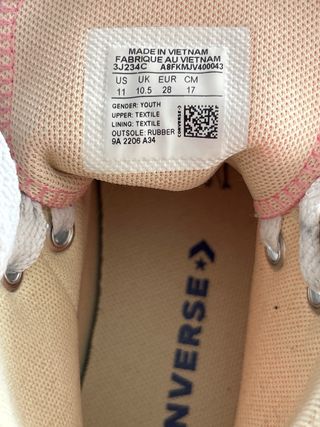 MADE IN VIETNAM
FABRIQUE AU VIETNAM
3J234C A8FKMJV400043
US UK EUR CM
11 10.5 28 17
GENDER: YOUTH
UPPER: TEXTILE
LINING: TEXTILE
OUTSOLE: RUBBER
9A 2206 A34
CONVERSE
CONVERSE